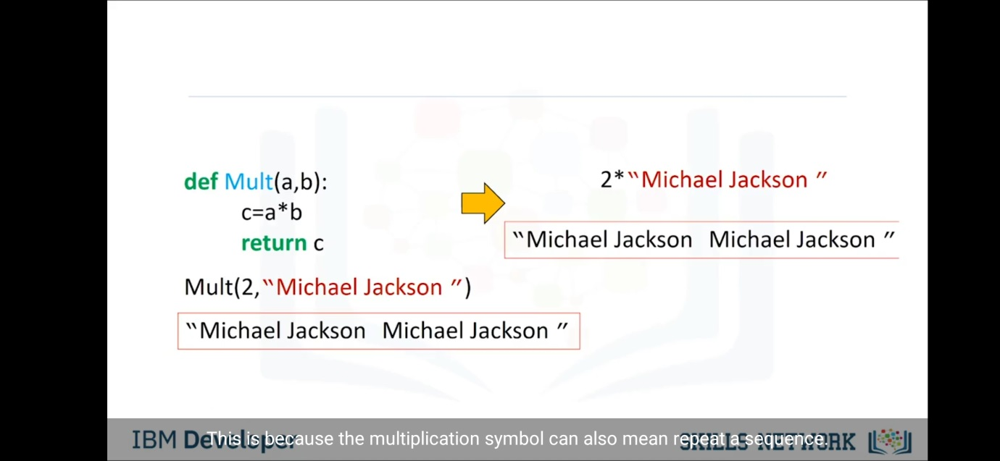 def Mult(a,b):
c=a*b
return c
Mult(2,“Michael Jackson ”)
“Michael Jackson  Michael Jackson ”
2*“Michael Jackson ”
“Michael Jackson  Michael Jackson ”
This is because the multiplication symbol can also mean repeat a sequence.
IBM Developer
SKILLS NETWORK